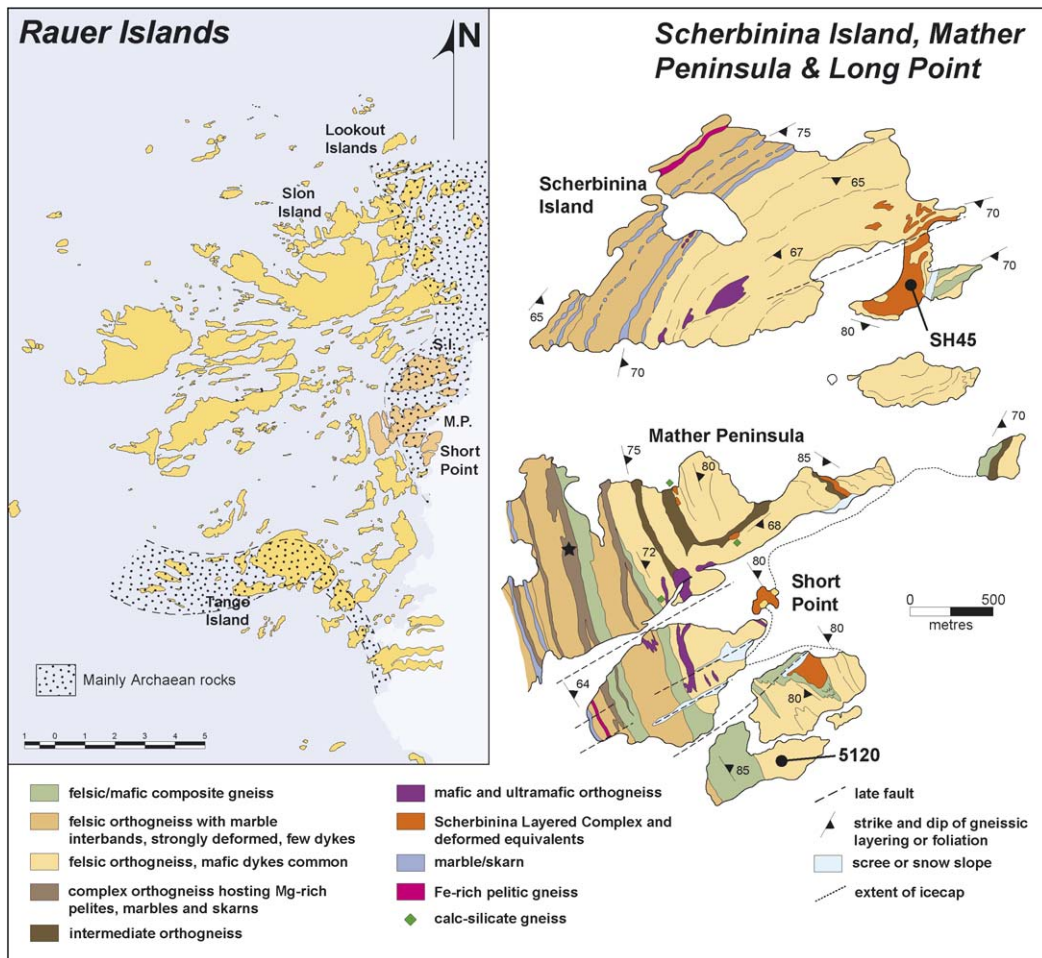 Rauer Islands
N
Lookout
Islands
Slon
Island
S.I.
M.P.
Short
Point
Tango
Island
Mainly Archaean rocks
1 0 1 2 3 4 5
Scherbinina Island, Mather
Peninsula & Long Point
75
Scherbinina
Island
65
70
67
70
65
80
SH45
70
Mather Peninsula
70
75
80
85
68
72
80
Short
Point
0 500
metres
80
64
80
5120
85
felsic/mafic composite gneiss
felsic orthogneiss with marble
interbands, strongly deformed, few dykes
felsic orthogneiss, mafic dykes common
complex orthogneiss hosting Mg-rich
pelites, marbles and skarns
intermediate orthogneiss
mafic and ultramafic orthogneiss
Scherbinina Layered Complex and
deformed equivalents
marble/skarn
Fe-rich pelitic gneiss
calc-silicate gneiss
late fault
strike and dip of gneissic
layering or foliation
scree or snow slope
extent of icecap